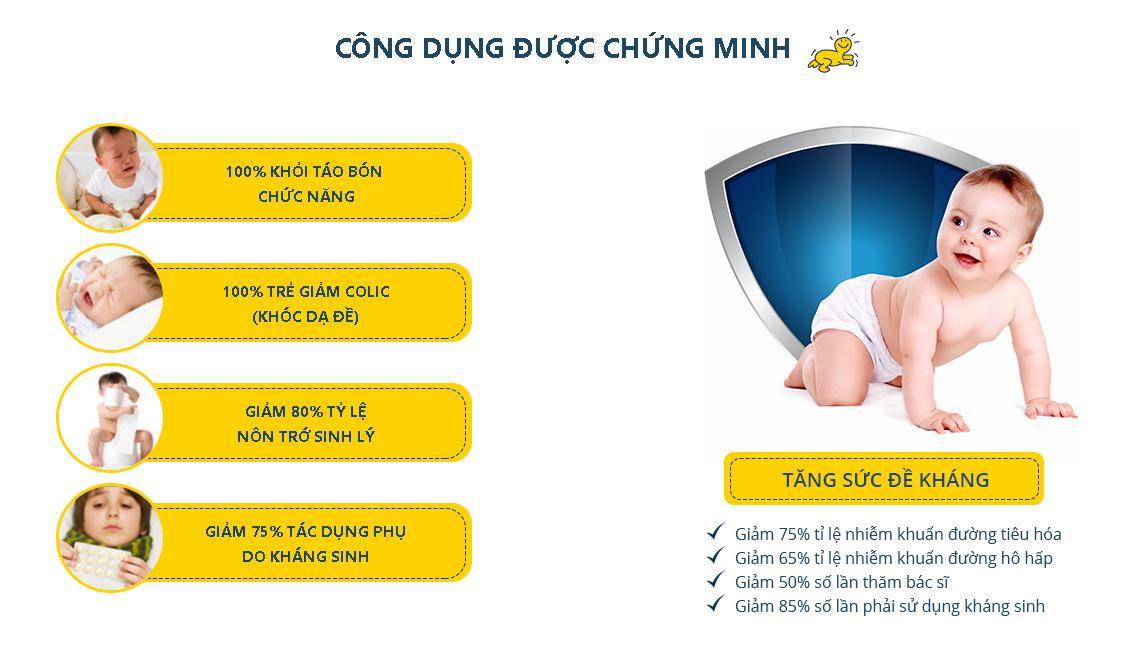 CÔNG DỤNG ĐƯỢC CHỨNG MINH
100% KHỎI TÁO BÓN
CHỨC NĂNG
100% TRẺ GIẢM COLIC
(KHÓC DẠ ĐỀ)
GIẢM 80% TỶ LỆ
NÔN TRỚ SINH LÝ
GIẢM 75% TÁC DỤNG PHỤ
DO KHÁNG SINH
TĂNG SỨC ĐỀ KHÁNG
Giảm 75% tỉ lệ nhiễm khuẩn đường tiêu hóa
Giảm 65% tỉ lệ nhiễm khuẩn đường hô hấp
Giảm 50% số lần thăm bác sĩ
Giảm 85% số lần phải sử dụng kháng sinh